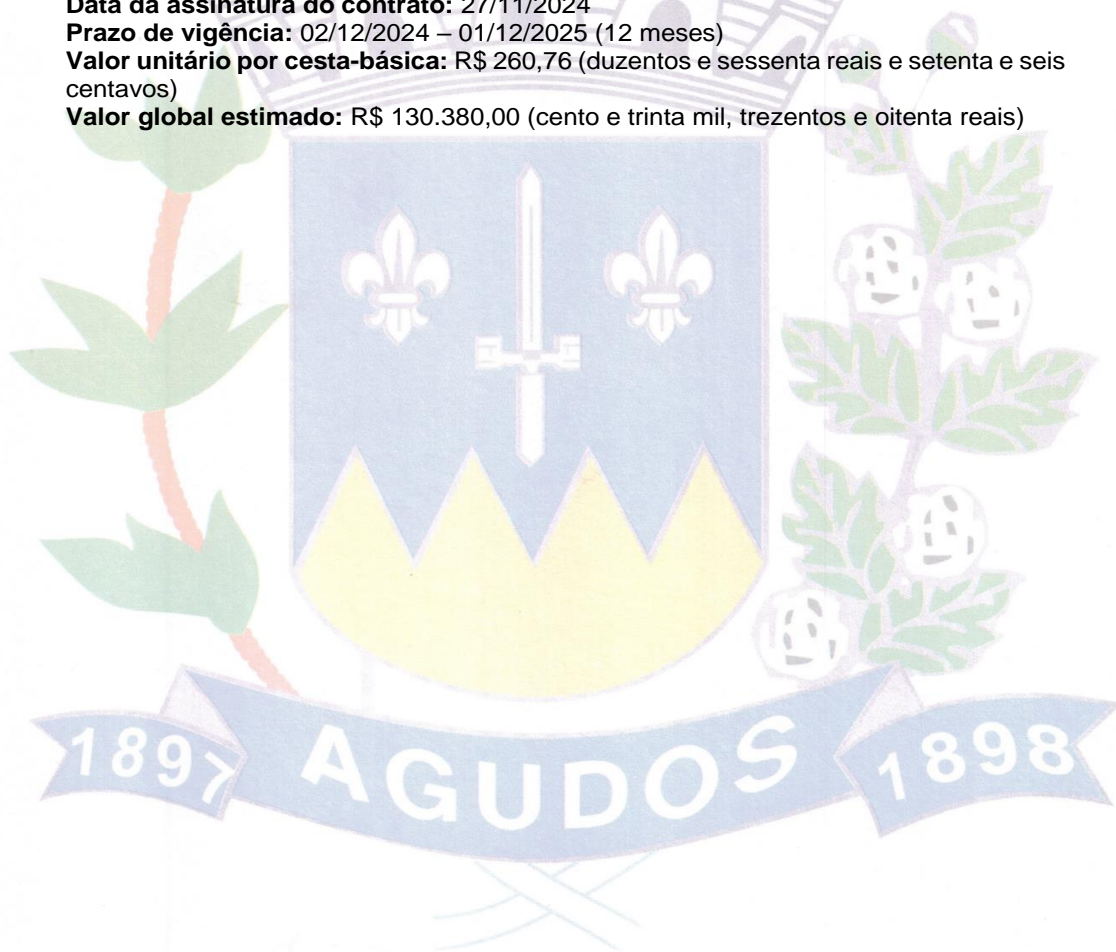 Data da assinatura do contrato: 27/11/2024
Prazo de vigência: 02/12/2024 – 01/12/2025 (12 meses)
Valor unitário por cesta-básica: R$ 260,76 (duzentos e sessenta reais e setenta e seis
centavos)
Valor global estimado: R$ 130.380,00 (cento e trinta mil, trezentos e oitenta reais)
1897 AGUDOS 1898